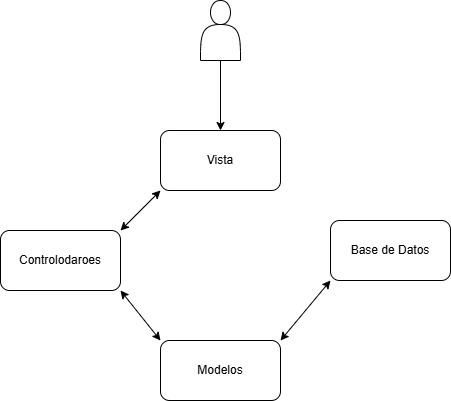 Vista
Controlodaroes
Base de Datos
Modelos